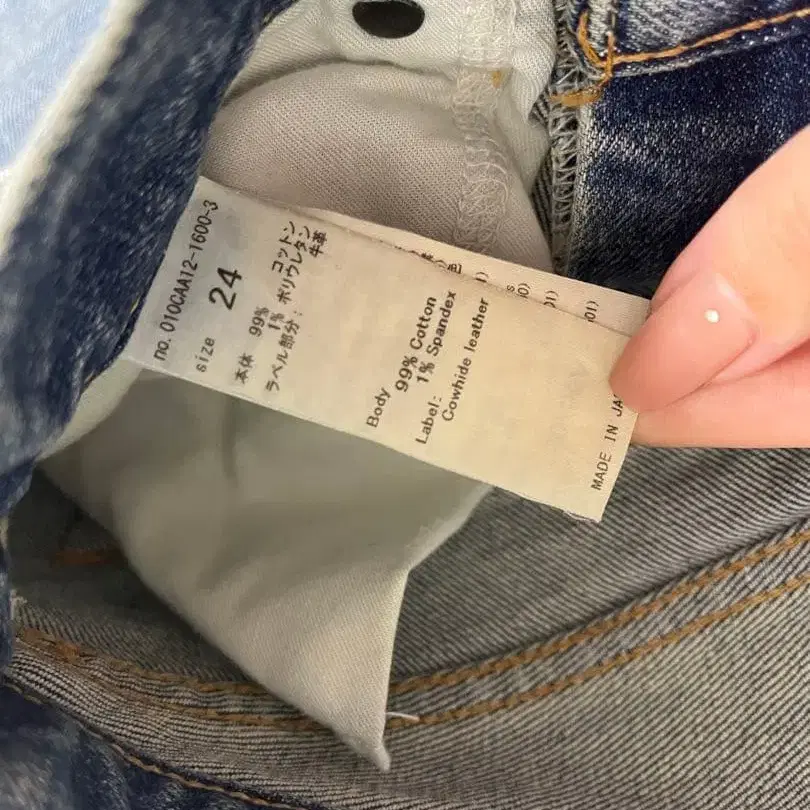 no. 010CAA12-1600-3
size 24
本体 99% コットン
1% ポリウレタン
ラベル部分: 牛革
Body
99% Cotton
1% Spandex
Label:
Cowhide leather
MADE IN JA
色